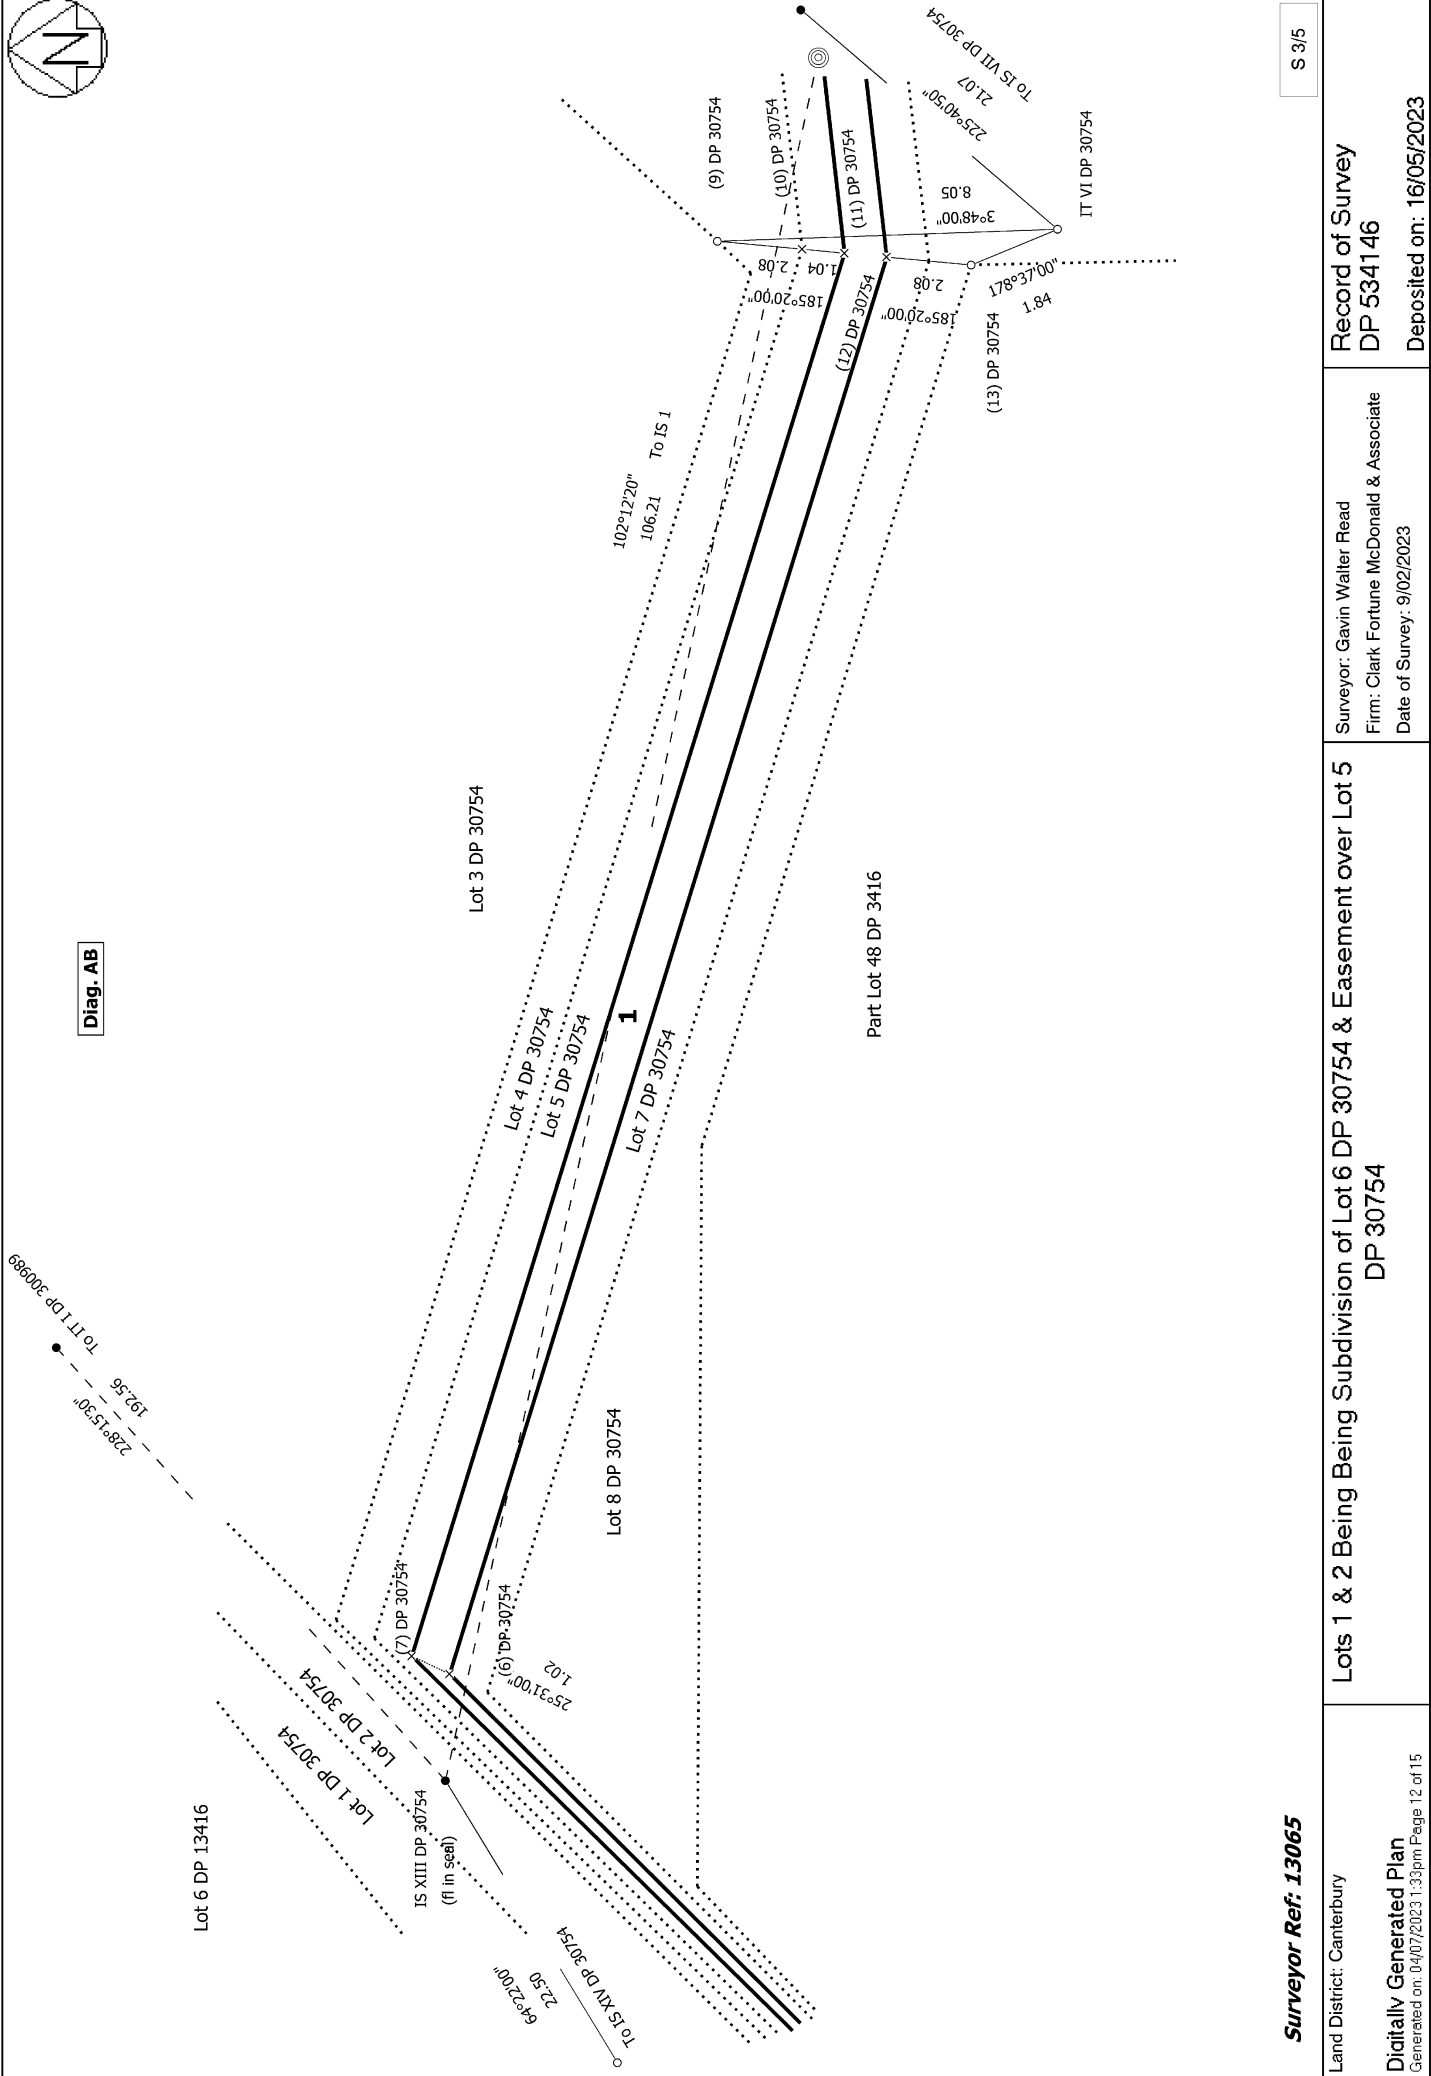 Diag. AB
N
Lot 6 DP 13416
Lot 1 DP 30754
Lot 2 DP 30754
To IT 1 DP 300989
228°15'30"
192.56
IS XIII DP 30754
(fl in seal)
64°22'00"
22.50
To IS XIV DP 30754
(7) DP 30754
(6) DP 30754
25°31'00"
1.02
Lot 3 DP 30754
Lot 4 DP 30754
Lot 5 DP 30754
1
Lot 7 DP 30754
Lot 8 DP 30754
Part Lot 48 DP 3416
102°12'20"
106.21
To IS 1
(9) DP 30754
(10) DP 30754
(11) DP 30754
2.08
1.04
185°20'00"
(12) DP 30754
2.08
185°20'00"
8.05
3°48'00"
225°40'50"
21.07
To IS VII DP 30754
IT VI DP 30754
178°37'00"
1.84
(13) DP 30754
Surveyor Ref: 13065
S 3/5
Land District: Canterbury
Digitally Generated Plan
Generated on: 04/07/2023 1:33pm Page 12 of 15
Lots 1 & 2 Being Being Subdivision of Lot 6 DP 30754 & Easement over Lot 5
DP 30754
Surveyor: Gavin Walter Read
Firm: Clark Fortune McDonald & Associate
Date of Survey: 9/02/2023
Record of Survey
DP 534146
Deposited on: 16/05/2023